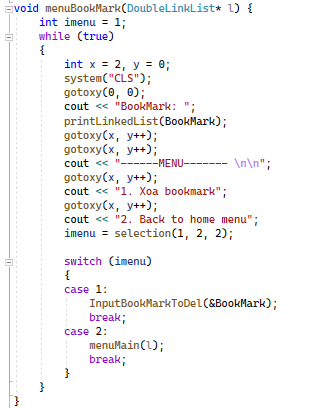 void menuBookMark(DoubleLinkList* l) {
    int imenu = 1;
    while (true)
    {
        int x = 2, y = 0;
        system("CLS");
        gotoxy(0, 0);
        cout << "BookMark: ";
        printLinkedList(BookMark);
        gotoxy(x, y++);
        gotoxy(x, y++);
        cout << "------MENU------- \n\n";
        gotoxy(x, y++);
        cout << "1. Xoa bookmark";
        gotoxy(x, y++);
        cout << "2. Back to home menu";
        imenu = selection(1, 2, 2);

        switch (imenu)
        {
        case 1:
            InputBookMarkToDel(&BookMark);
            break;
        case 2:
            menuMain(l);
            break;
        }
    }
}